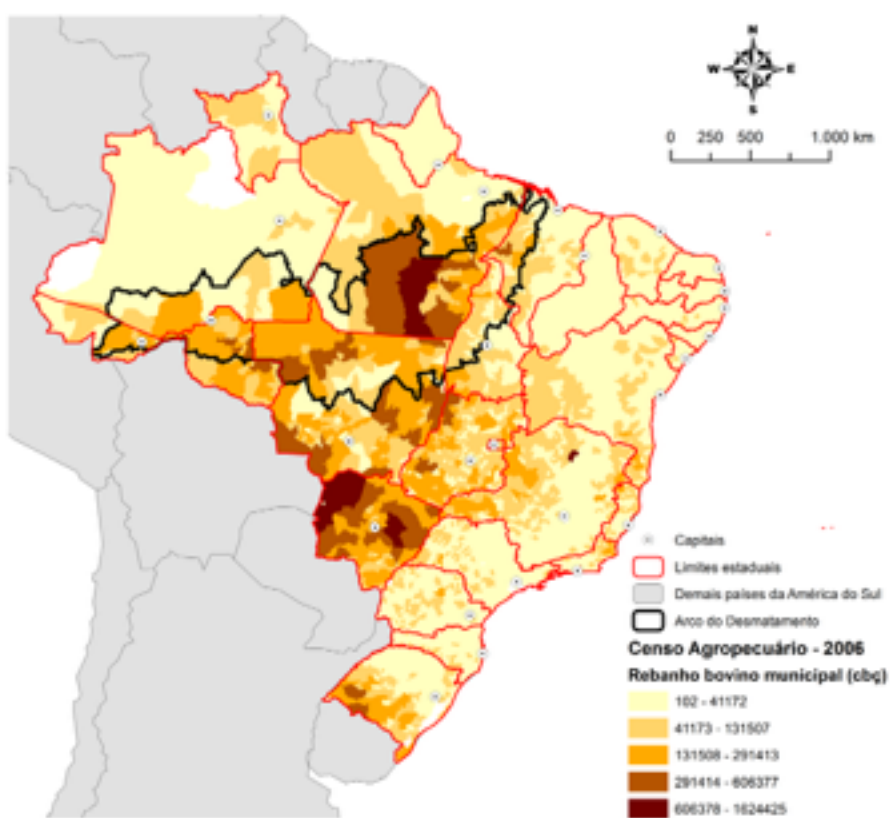 N
W E
S
0 250 500 1.000 km
Capitais
Limites estaduais
Demais países da América do Sul
Arco do Desmatamento
Censo Agropecuário - 2006
Rebanho bovino municipal (cbç)
102 - 41172
41173 - 131507
131508 - 291413
291414 - 606377
606378 - 1624425